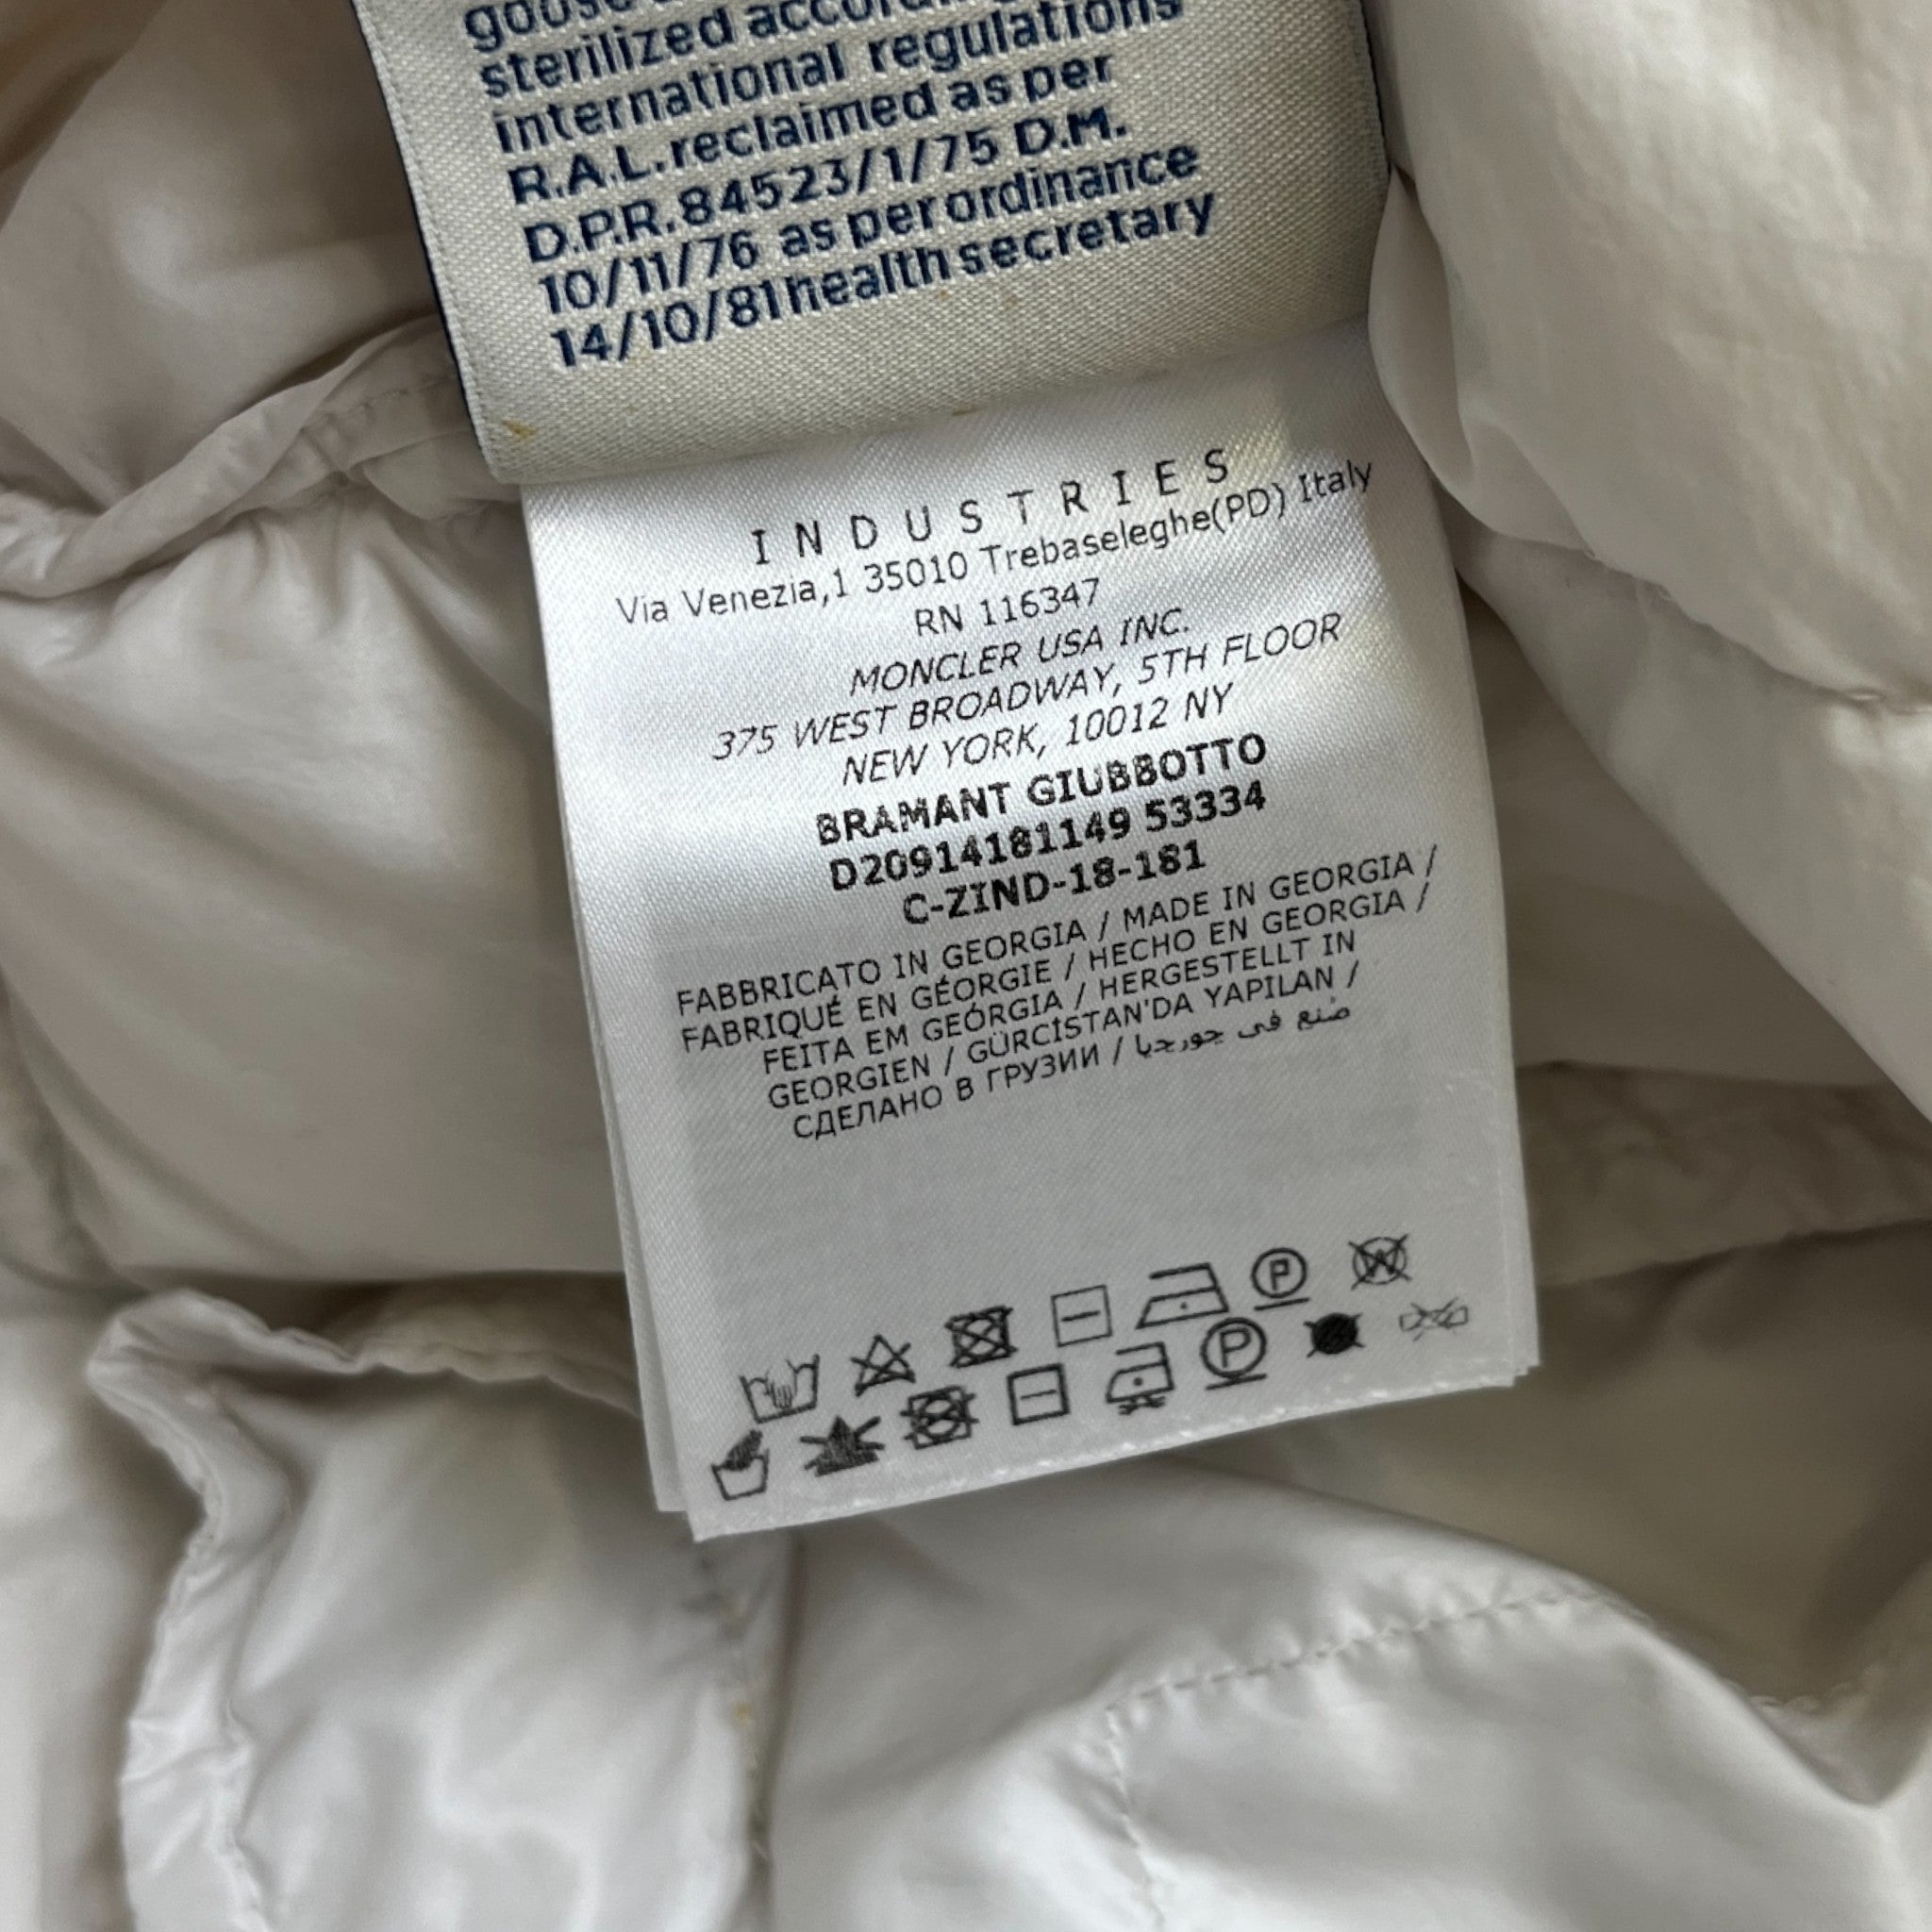 goose
sterilized
international regulations
R.A.L. reclaimed as per
D.P.R. 84523/1/75 D.M.
10/11/76 as per ordinance
14/10/81 health secretary
INDUSTRIES
Via Venezia,1 35010 Trebaseleghe(PD) Italy
RN 116347
MONCLER USA INC.
375 WEST BROADWAY, 5TH FLOOR
NEW YORK, 10012 NY
BRAMANT GIUBBOTTO
D20914181149 53334
C-ZIND-18-181
FABBRICATO IN GEORGIA / MADE IN GEORGIA /
FABRIQUÉ EN GÉORGIE / HECHO EN GEORGIA /
FEITA EM GEÓRGIA / HERGESTELLT IN
GEORGIEN / GÜRCİSTAN'DA YAPILAN /
СДЕЛАНО В ГРУЗИИ / صنع في جورجيا
P W
P